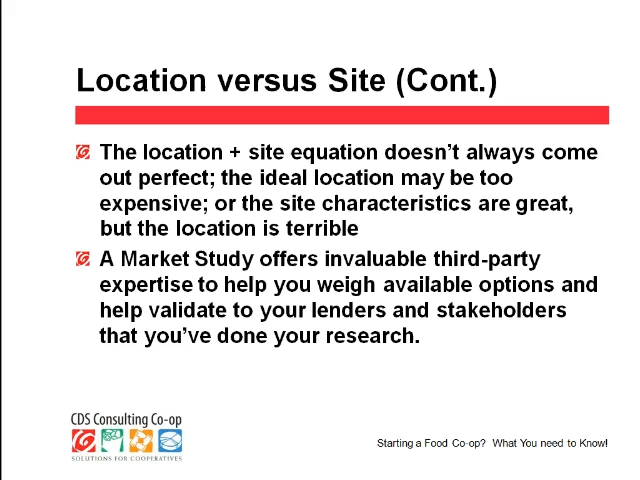 Location versus Site (Cont.)
The location + site equation doesn't always come
out perfect; the ideal location may be too
expensive; or the site characteristics are great,
but the location is terrible
A Market Study offers invaluable third-party
expertise to help you weigh available options and
help validate to your lenders and stakeholders
that you've done your research.
CDS Consulting Co-op
SOLUTIONS FOR COOPERATIVES
Starting a Food Co-op? What You need to Know!